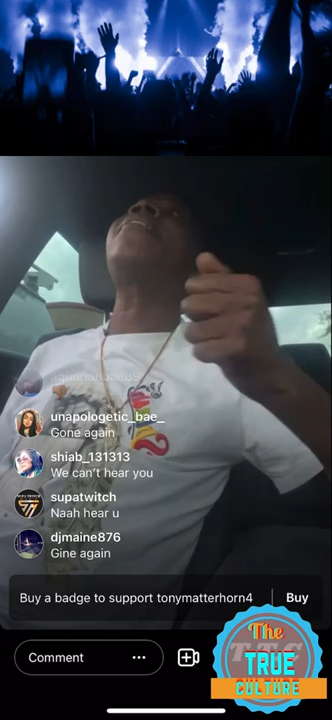 unapologetic_bae_
Gone again
shiab_131313
We can't hear you
supatwitch
Naah hear u
djmaine876
Gine again
Buy a badge to support tonymatterhorn4
Buy
Comment
The
TRUE
CULTURE